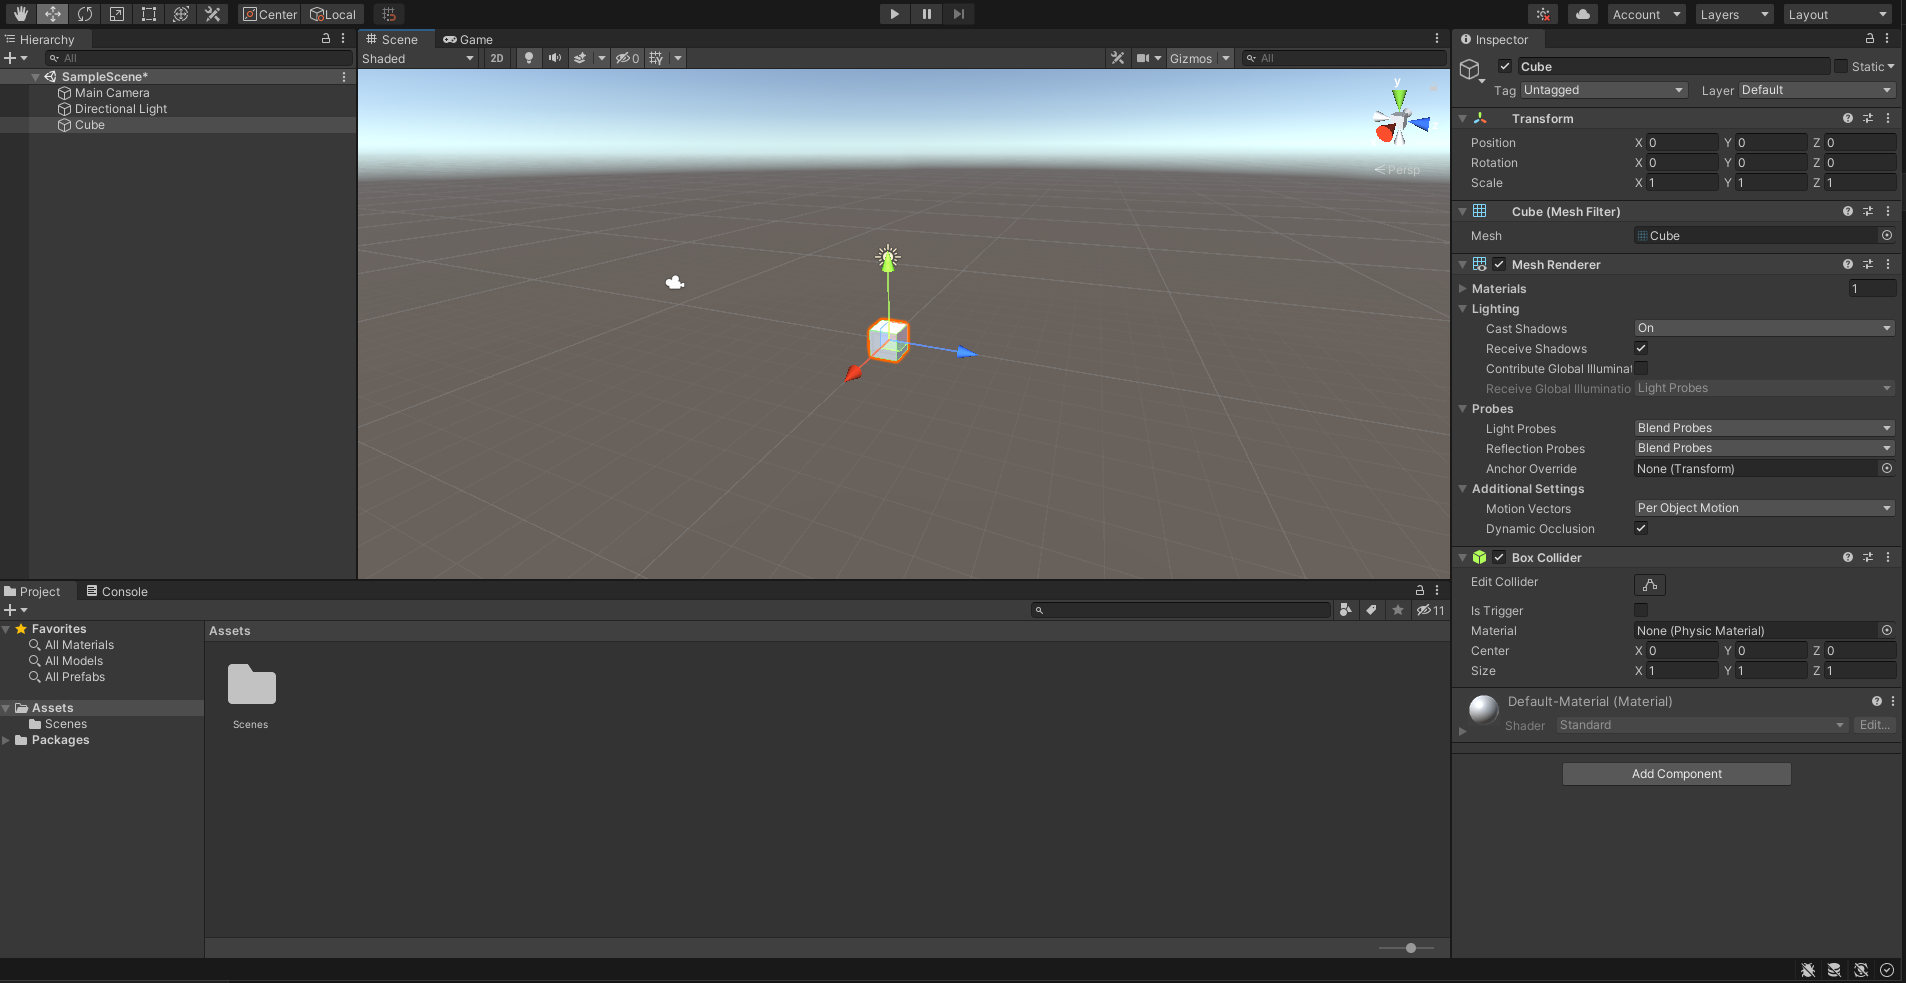 Center Local
Account Layers Layout
Hierarchy
All
SampleScene*
Main Camera
Directional Light
Cube
Scene Game
Shaded 2D 0 Gizmos All
y
Persp
Inspector
Cube Static
Tag Untagged Layer Default
Transform
Position X 0 Y 0 Z 0
Rotation X 0 Y 0 Z 0
Scale X 1 Y 1 Z 1
Cube (Mesh Filter)
Mesh Cube
Mesh Renderer
Materials 1
Lighting
Cast Shadows On
Receive Shadows
Contribute Global Illuminat
Receive Global Illuminatio Light Probes
Probes
Light Probes Blend Probes
Reflection Probes Blend Probes
Anchor Override None (Transform)
Additional Settings
Motion Vectors Per Object Motion
Dynamic Occlusion
Box Collider
Edit Collider
Is Trigger
Material None (Physic Material)
Center X 0 Y 0 Z 0
Size X 1 Y 1 Z 1
Default-Material (Material)
Shader Standard Edit...
Add Component
Project Console
11
Favorites
All Materials
All Models
All Prefabs
Assets
Scenes
Packages
Assets
Scenes